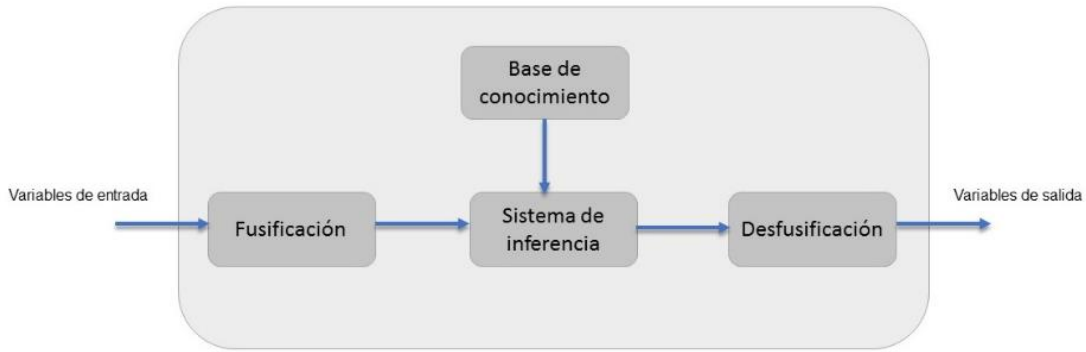 Base de
conocimiento
Variables de entrada
Variables de salida
Fusificación
Sistema de
inferencia
Desfusificación